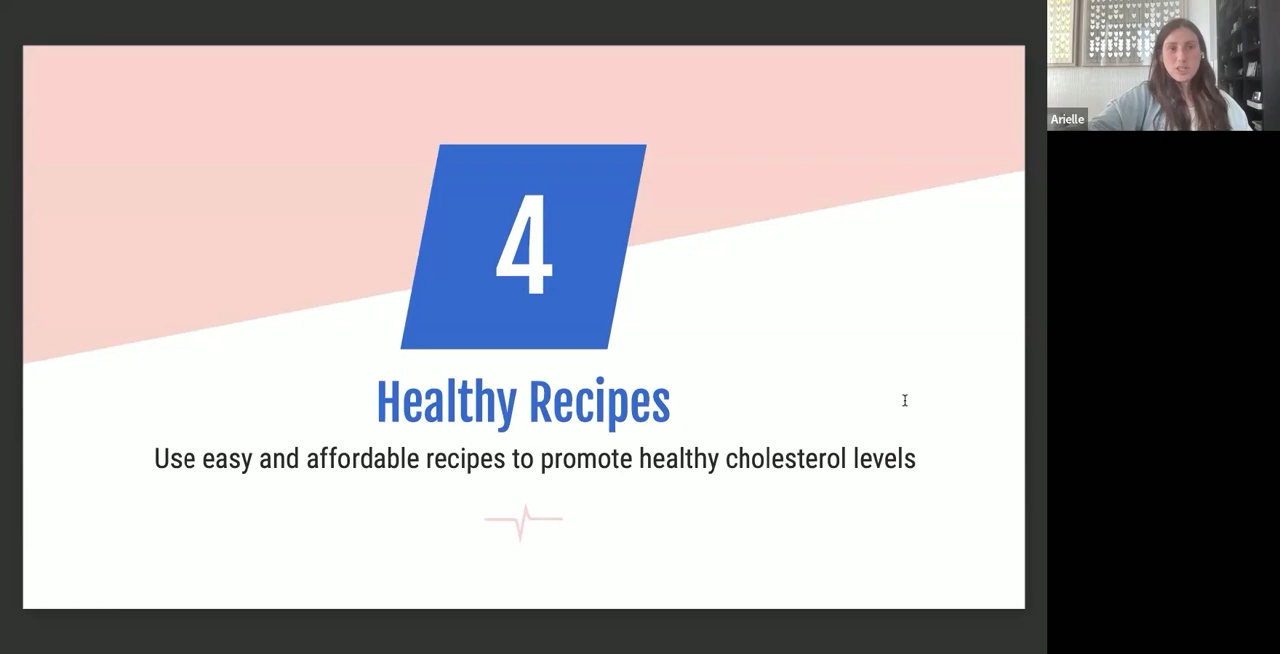 4
Healthy Recipes
Use easy and affordable recipes to promote healthy cholesterol levels
Arielle